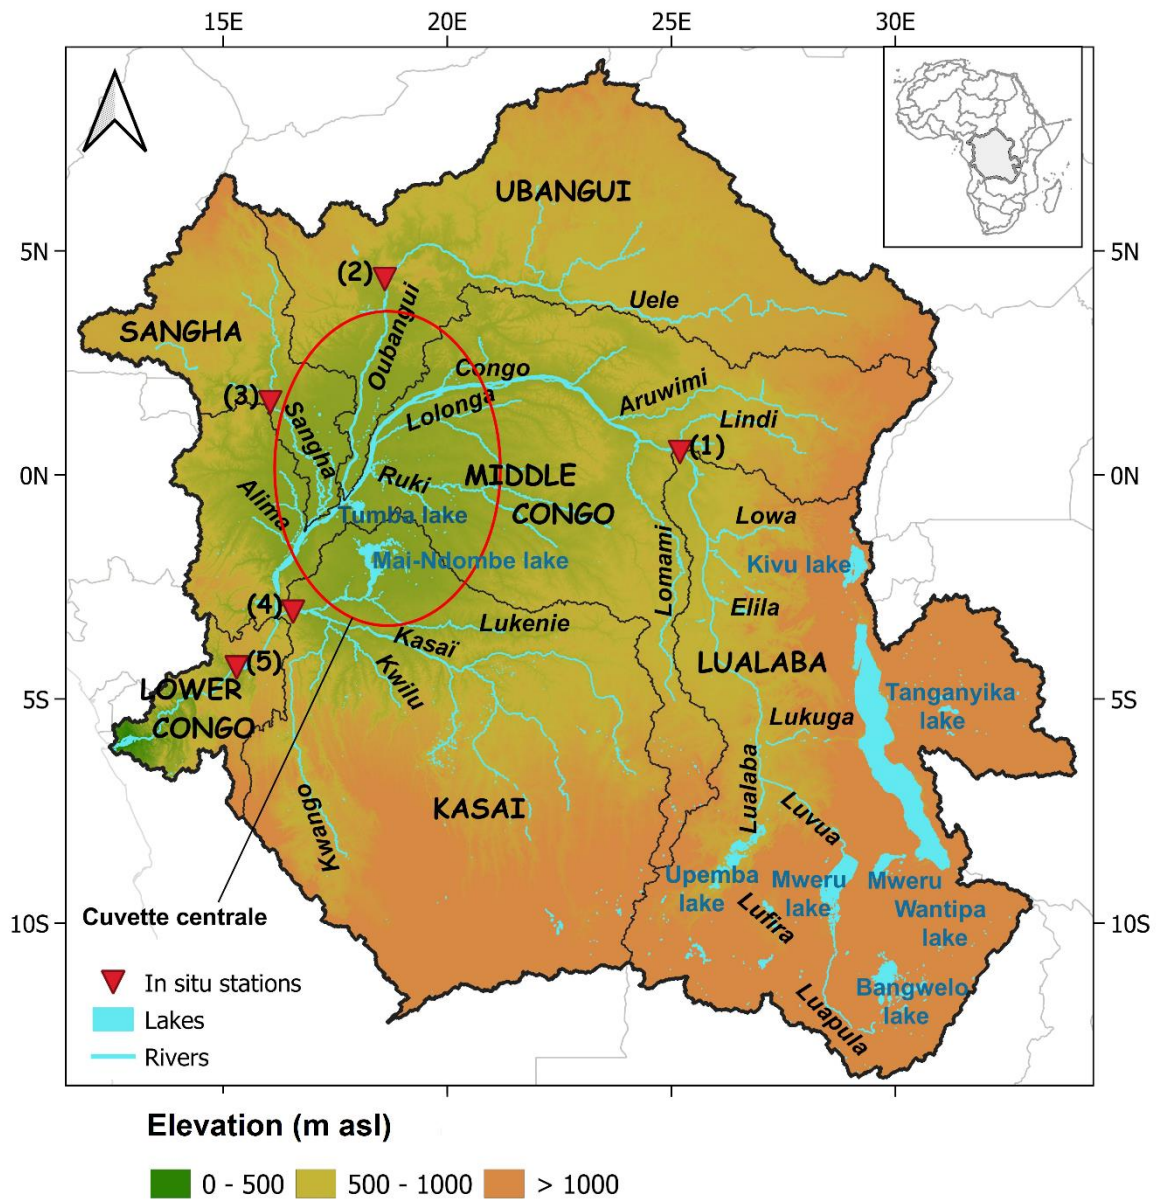 15E
20E
25E
30E
UBANGUI
5N
5N
(2)
Oubangui
Uele
SANGHA
Congo
(3)
Sangha
Lolonga
Aruwimi
Lindi
(1)
0N
0N
Ruki
MIDDLE
CONGO
Alima
Tumba lake
Lowa
Mai-Ndombe lake
Lomami
Kivu lake
(4)
Elila
Lukenie
Kasaï
Kwilu
(5)
LUALABA
LOWER
CONGO
Tanganyika
lake
5S
5S
Lukuga
Lualaba
Luvua
KASAI
Kwango
Upemba
lake
Mweru
lake
Mweru
Wantipa
lake
Lufira
Cuvette centrale
10S
10S
In situ stations
Bangwelo
lake
Lakes
Luapula
Rivers
Elevation (m asl)
0 - 500
500 - 1000
> 1000